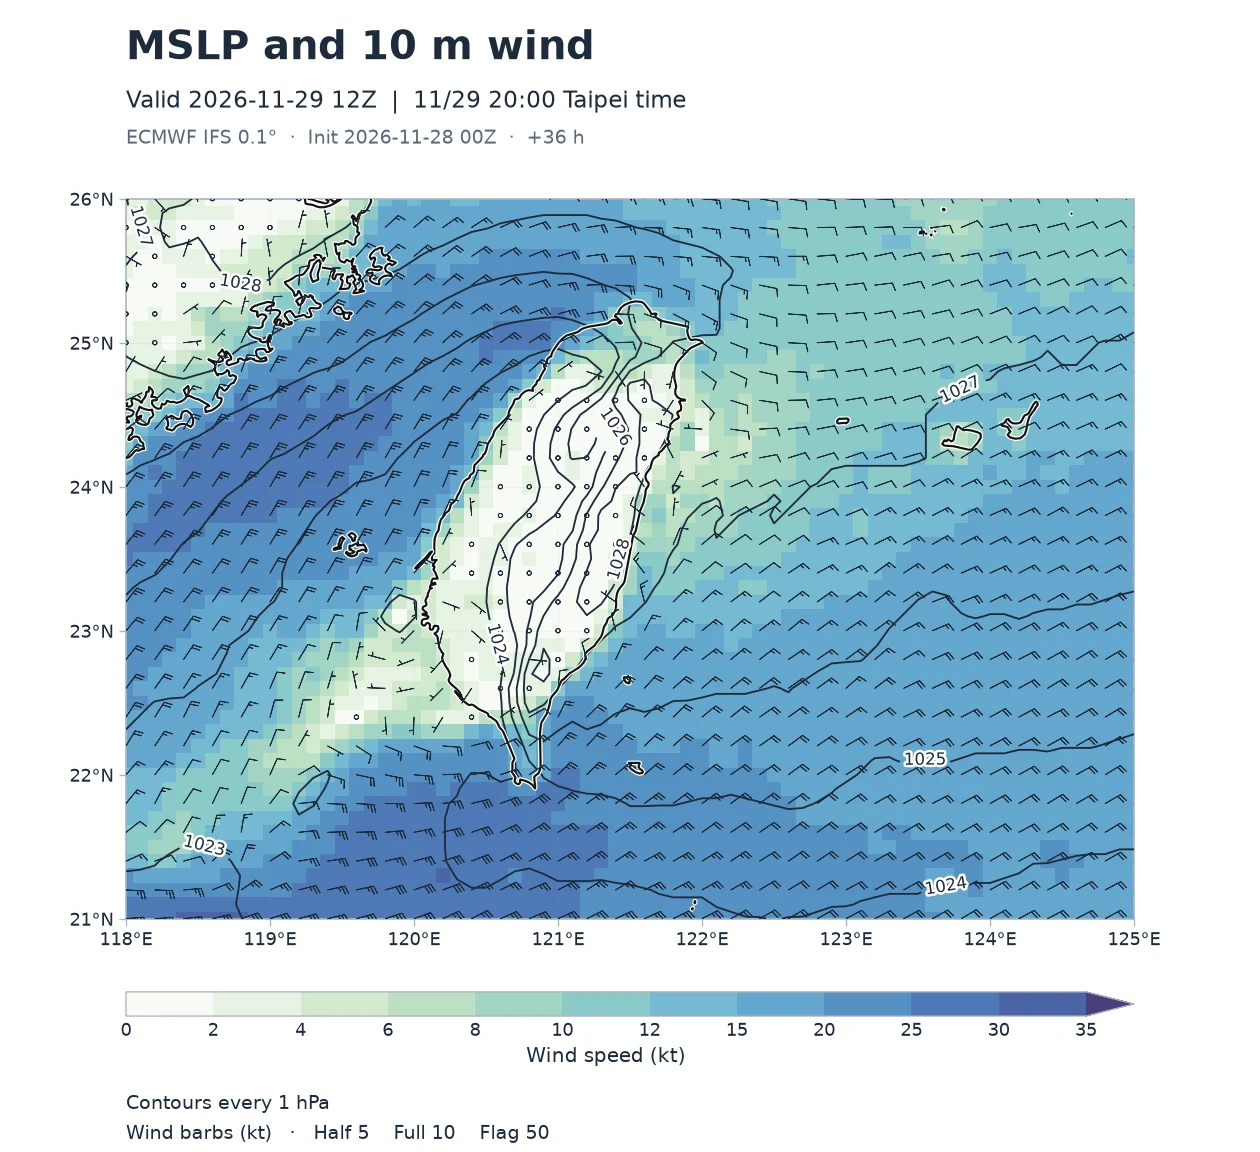 MSLP and 10 m wind
Valid 2026-11-29 12Z | 11/29 20:00 Taipei time
ECMWF IFS 0.1° · Init 2026-11-28 00Z · +36 h
26°N
1027
1028
25°N
1027
1026
24°N
1028
23°N
1024
22°N
1025
1023
1024
21°N
118°E 119°E 120°E 121°E 122°E 123°E 124°E 125°E
0 2 4 6 8 10 12 15 20 25 30 35
Wind speed (kt)
Contours every 1 hPa
Wind barbs (kt) · Half 5 Full 10 Flag 50